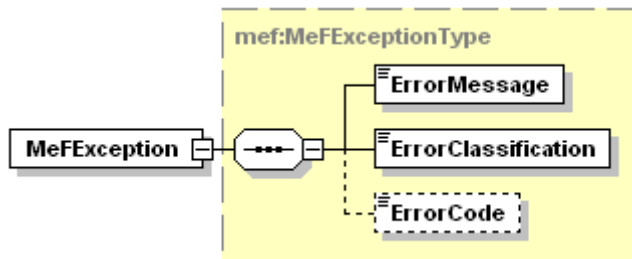 mef:MeFExceptionType
ErrorMessage
MeFException
ErrorClassification
ErrorCode